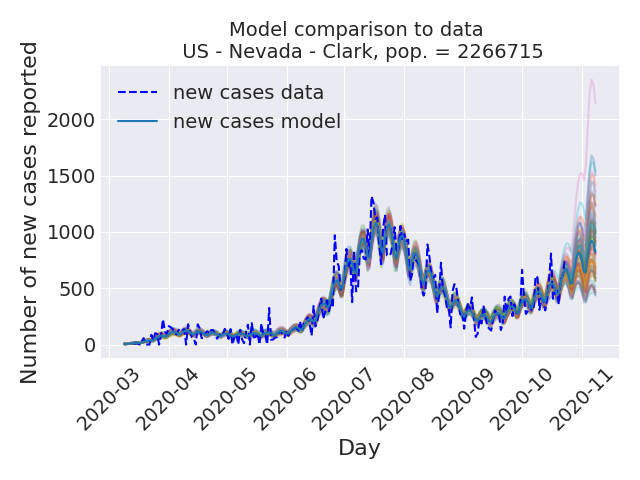 Model comparison to data
US - Nevada - Clark, pop. = 2266715
Number of new cases reported
new cases data
new cases model
2000
1500
1000
500
0
2020-03
2020-04
2020-05
2020-06
2020-07
2020-08
2020-09
2020-10
2020-11
Day